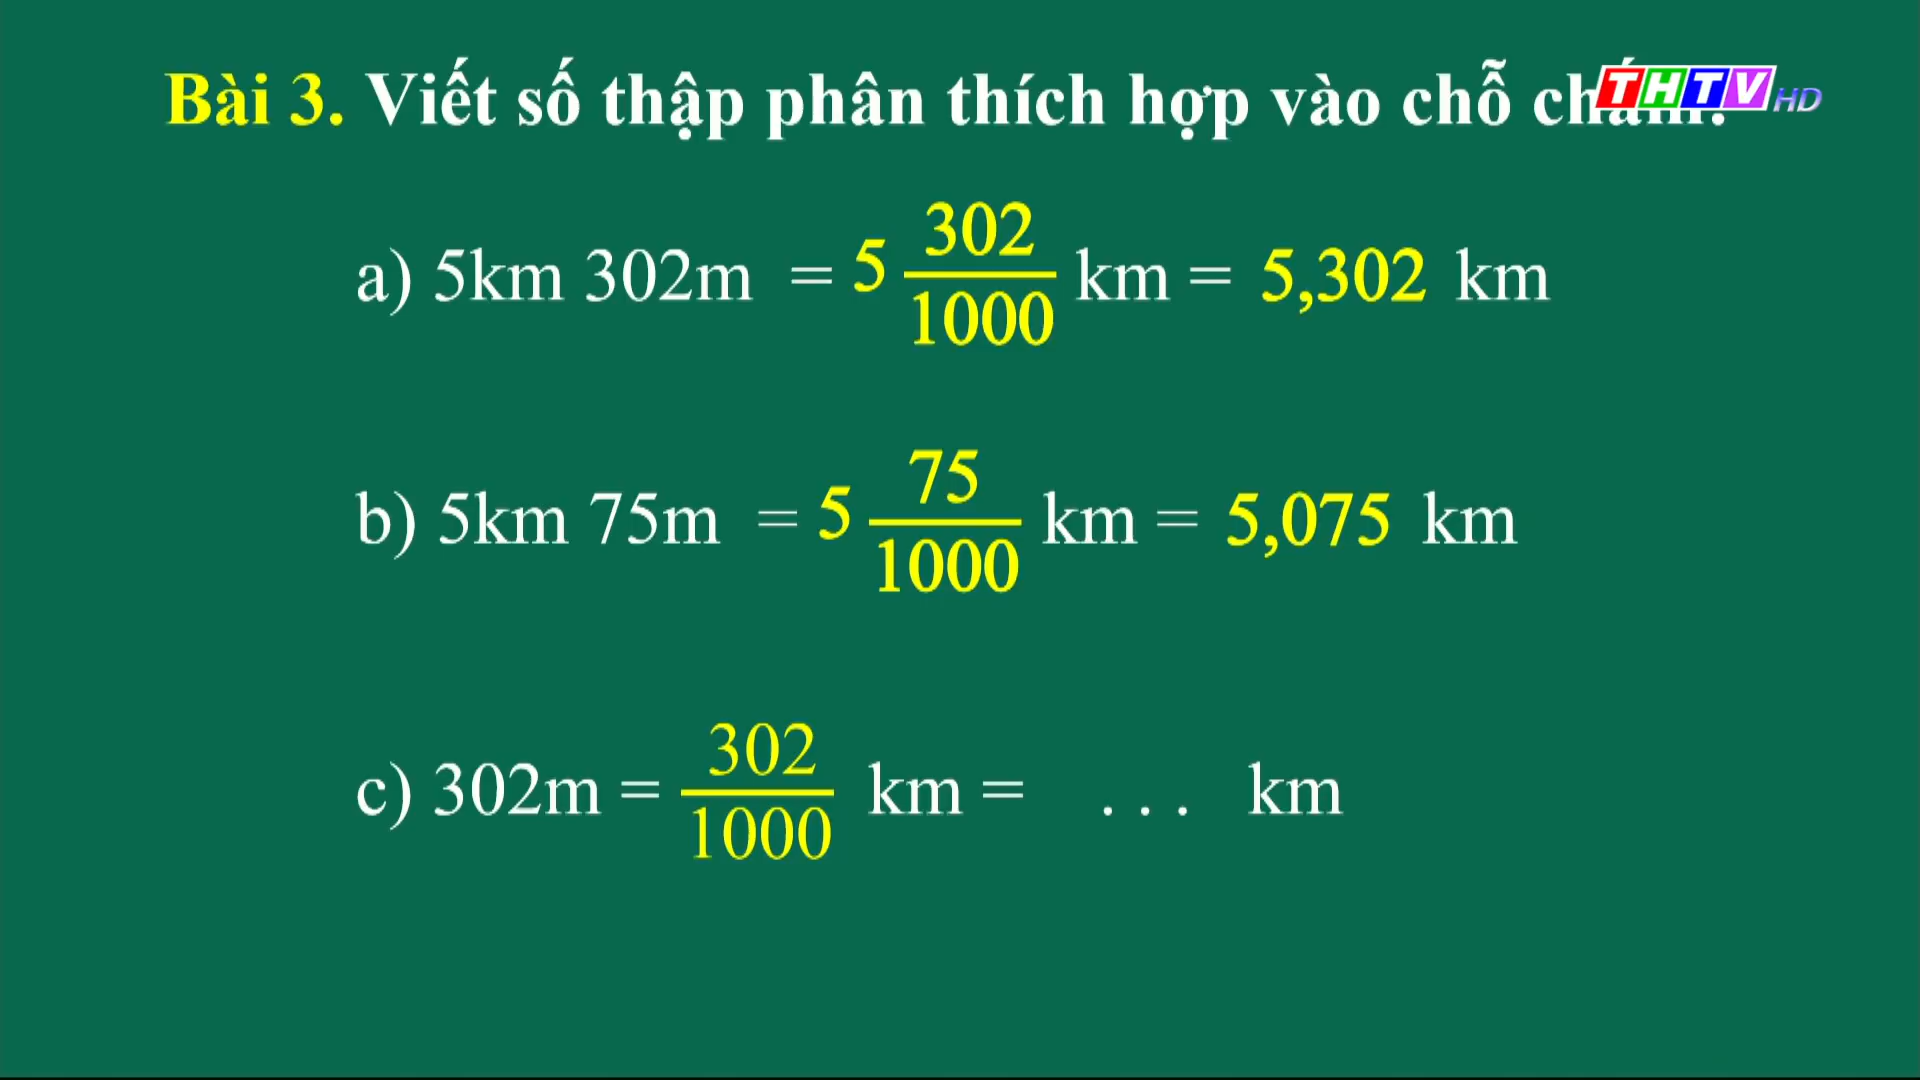 Bài 3. Viết số thập phân thích hợp vào chỗ
THTV HD
a) 5km 302m = 5 302/1000 km = 5,302 km
b) 5km 75m = 5 75/1000 km = 5,075 km
c) 302m = 302/1000 km = . . . km